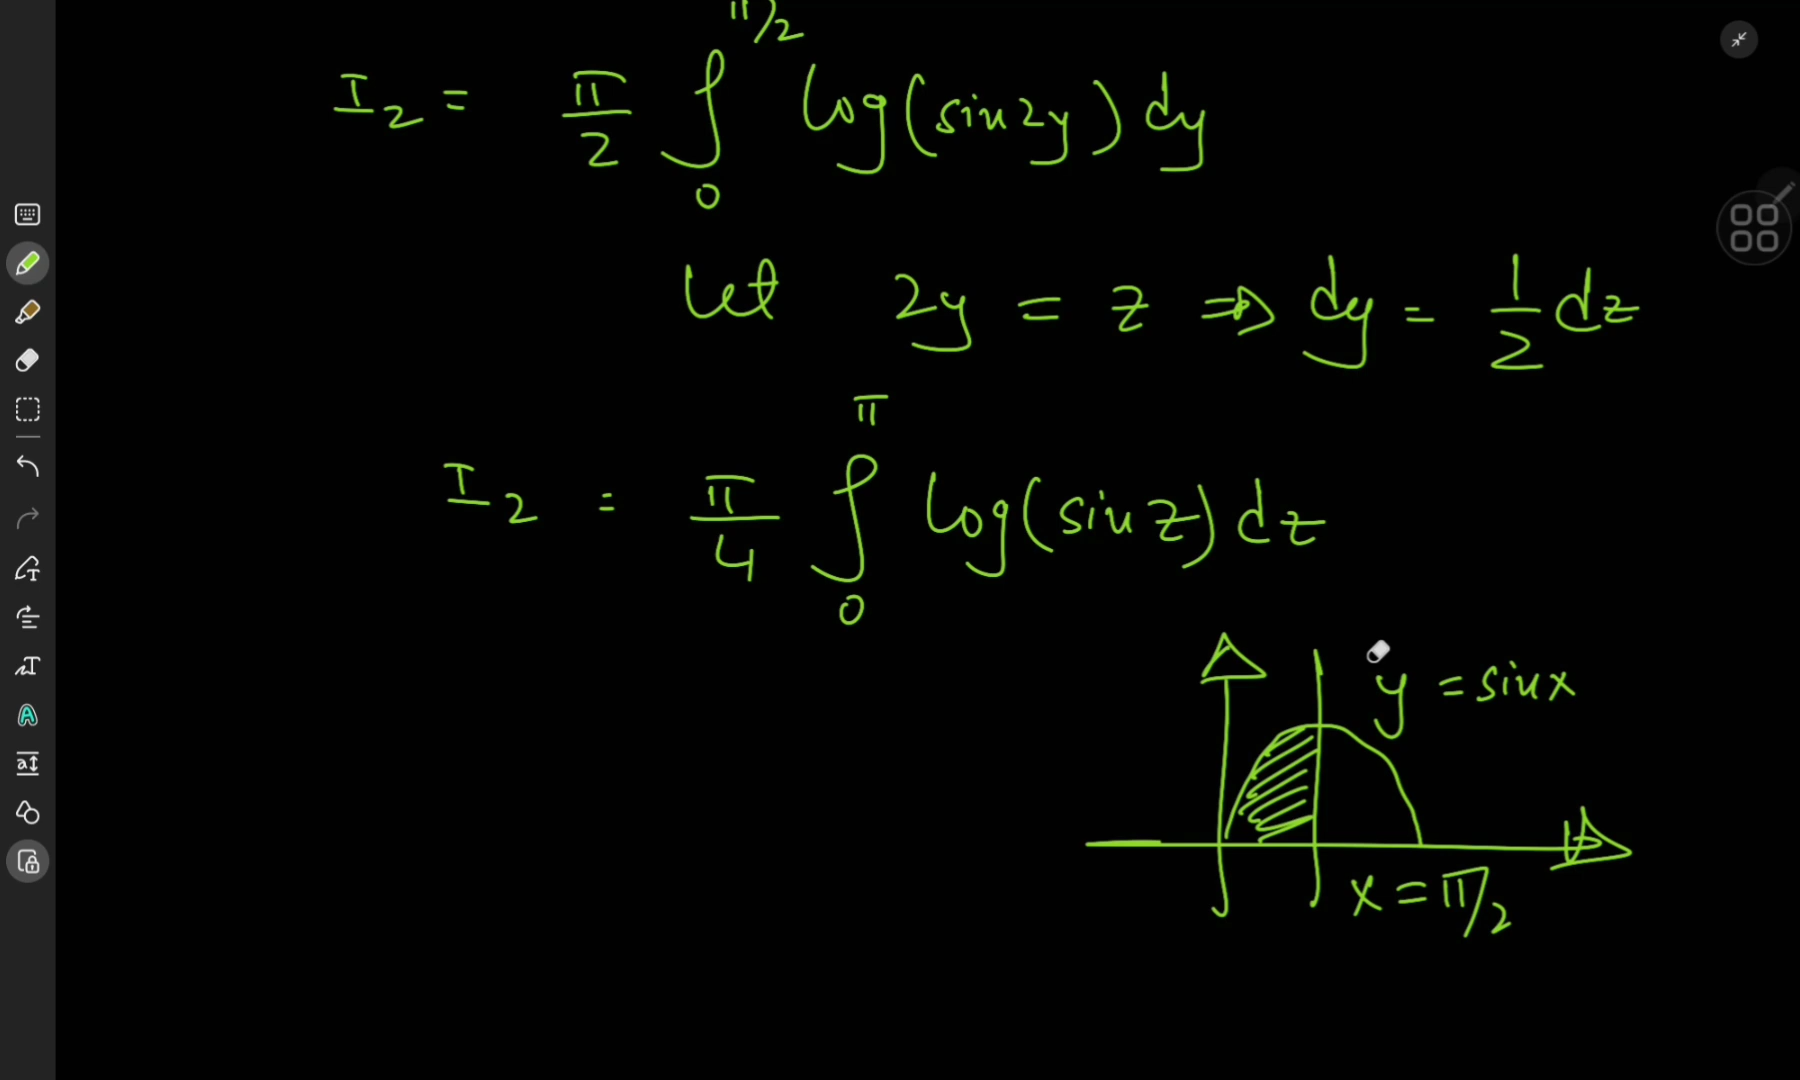 π/2
I₂ = π/2 ∫₀ log(sin2y) dy
let 2y = z ⇒ dy = 1/2 dz
I₂ = π/4 ∫₀^π log(sin z) dz
y = sinx
x = π/2